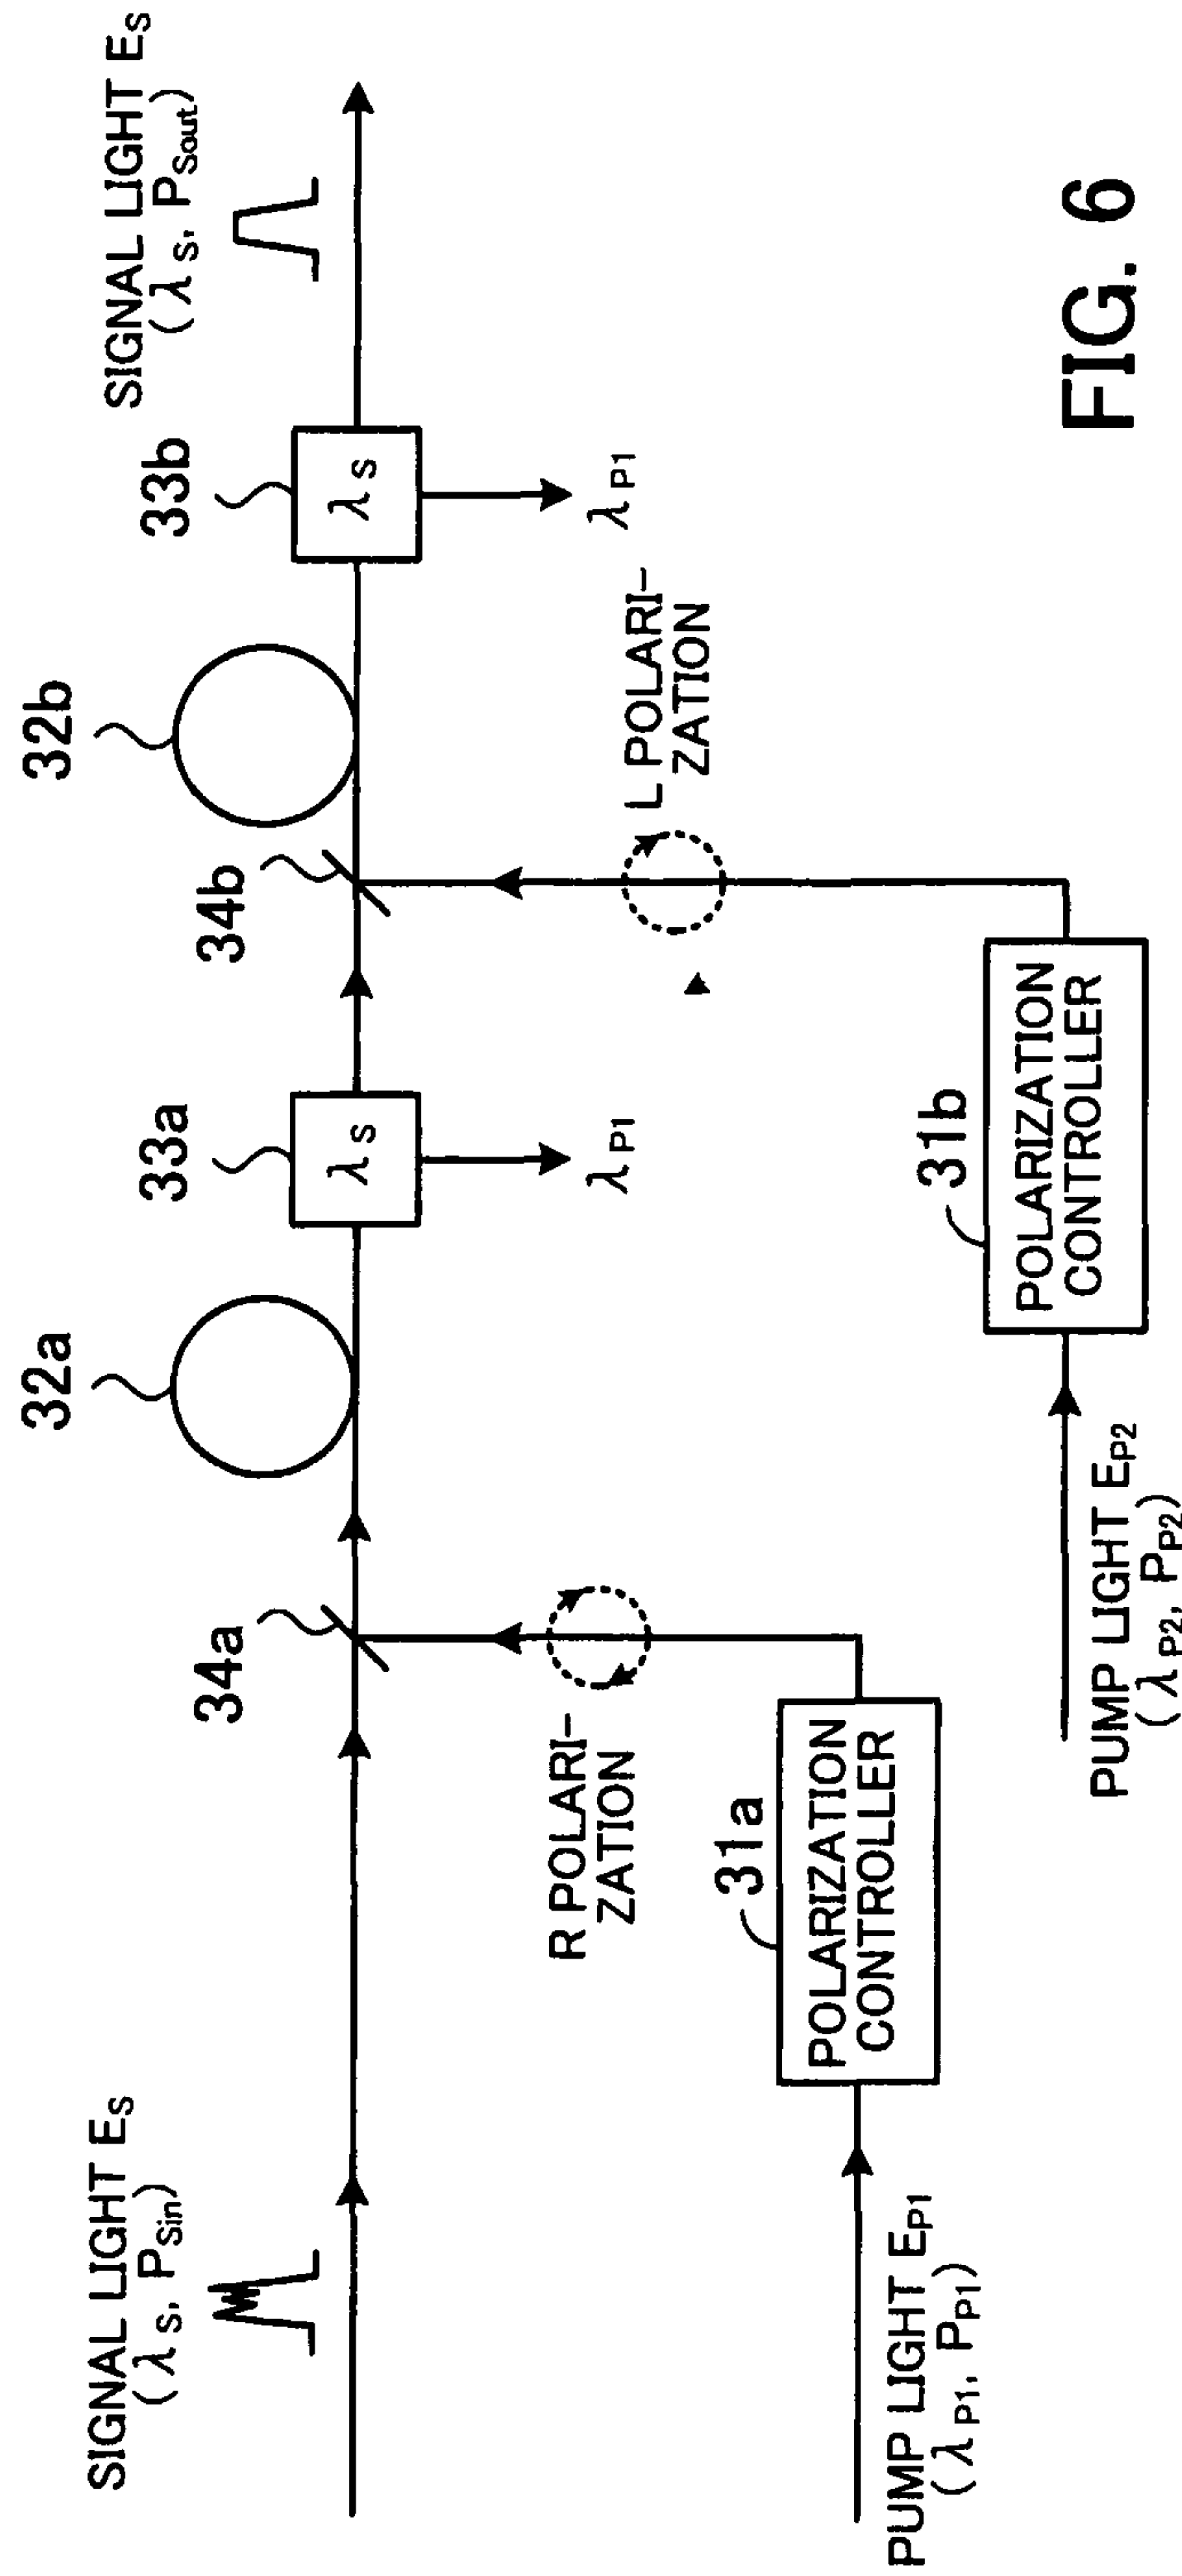 SIGNAL LIGHT ES
( λS, PSin)
SIGNAL LIGHT ES
( λS, PSout)
34a
32a
33a
λS
λP1
34b
32b
33b
λS
λP1
R POLARI-
ZATION
L POLARI-
ZATION
31a
POLARIZATION
CONTROLLER
31b
POLARIZATION
CONTROLLER
PUMP LIGHT EP1
( λP1, PP1)
PUMP LIGHT EP2
( λP2, PP2)
FIG. 6